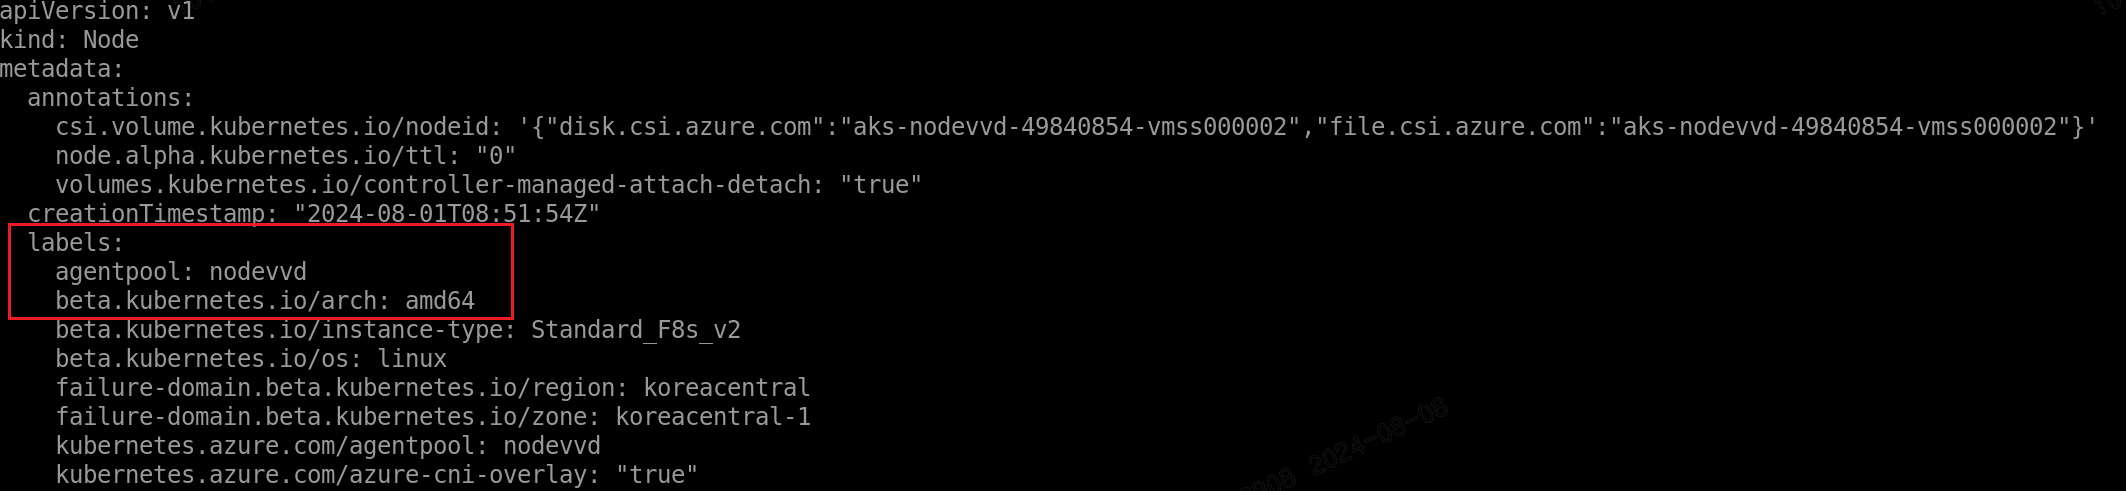 apiVersion: v1
kind: Node
metadata:
  annotations:
    csi.volume.kubernetes.io/nodeid: '{"disk.csi.azure.com":"aks-nodevvd-49840854-vmss000002","file.csi.azure.com":"aks-nodevvd-49840854-vmss000002"}'
    node.alpha.kubernetes.io/ttl: "0"
    volumes.kubernetes.io/controller-managed-attach-detach: "true"
  creationTimestamp: "2024-08-01T08:51:54Z"
  labels:
    agentpool: nodevvd
    beta.kubernetes.io/arch: amd64
    beta.kubernetes.io/instance-type: Standard_F8s_v2
    beta.kubernetes.io/os: linux
    failure-domain.beta.kubernetes.io/region: koreacentral
    failure-domain.beta.kubernetes.io/zone: koreacentral-1
    kubernetes.azure.com/agentpool: nodevvd
    kubernetes.azure.com/azure-cni-overlay: "true"
2024-08-08